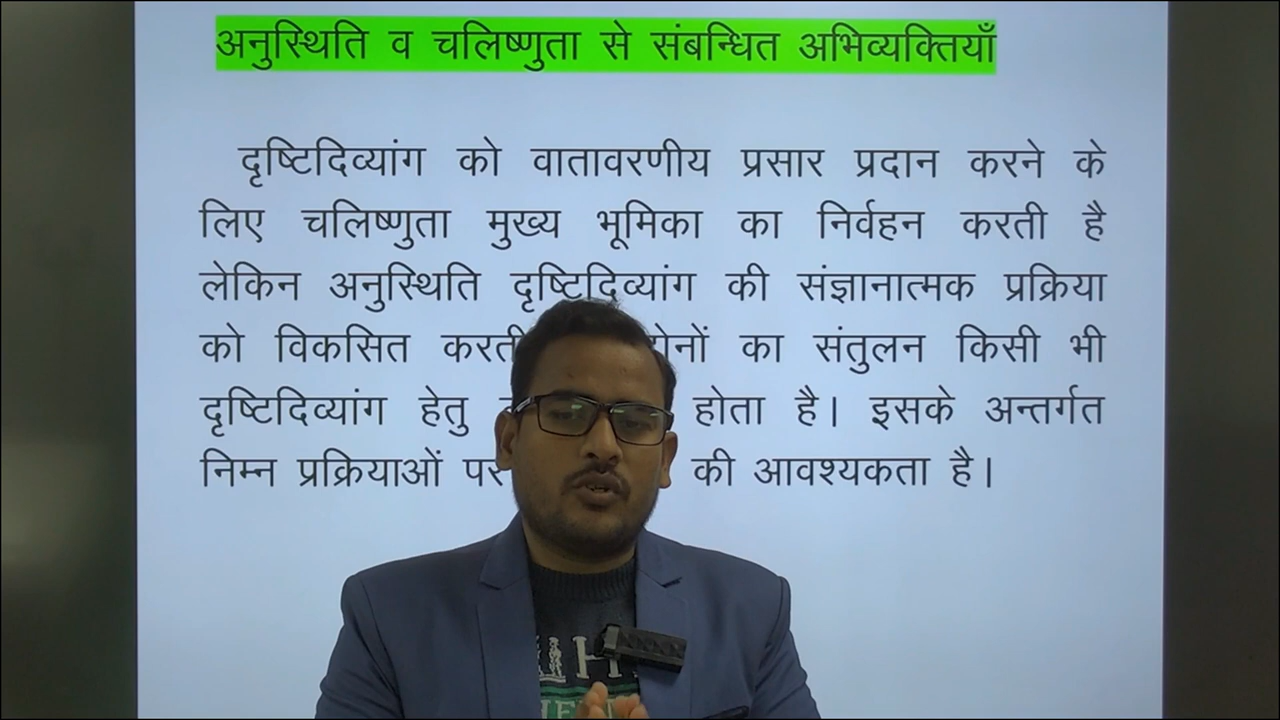 अनुस्थिति व चलिष्णुता से संबन्धित अभिव्यक्तियाँ
दृष्टिदिव्यांग को वातावरणीय प्रसार प्रदान करने के
लिए चलिष्णुता मुख्य भूमिका का निर्वहन करती है
लेकिन अनुस्थिति दृष्टिदिव्यांग की संज्ञानात्मक प्रक्रिया
को विकसित करती का संतुलन किसी भी
दृष्टिदिव्यांग हेतु होता है। इसके अन्तर्गत
निम्न प्रक्रियाओं पर की आवश्यकता है।